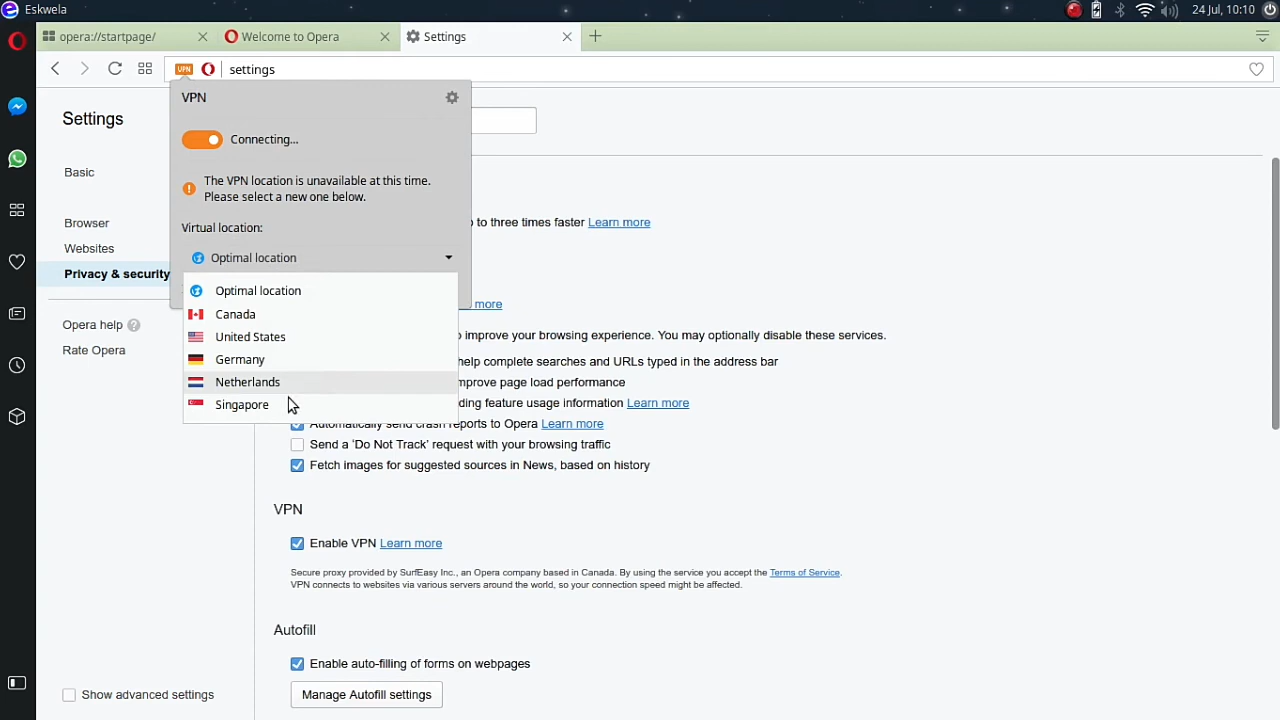 Eskwela
24 Jul, 10:10
opera://startpage/
Welcome to Opera
Settings
VPN
settings
Settings
Basic
Browser
Websites
Privacy & security
Opera help ?
Rate Opera
Show advanced settings
VPN
Connecting...
The VPN location is unavailable at this time.
Please select a new one below.
Virtual location:
Optimal location
Optimal location
Canada
United States
Germany
Netherlands
Singapore
to three times faster Learn more
more
improve your browsing experience. You may optionally disable these services.
help complete searches and URLs typed in the address bar
mprove page load performance
ding feature usage information Learn more
Automatically send crash reports to Opera Learn more
Send a ‘Do Not Track’ request with your browsing traffic
Fetch images for suggested sources in News, based on history
VPN
Enable VPN Learn more
Secure proxy provided by SurfEasy Inc., an Opera company based in Canada. By using the service you accept the Terms of Service.
VPN connects to websites via various servers around the world, so your connection speed might be affected.
Autofill
Enable auto-filling of forms on webpages
Manage Autofill settings